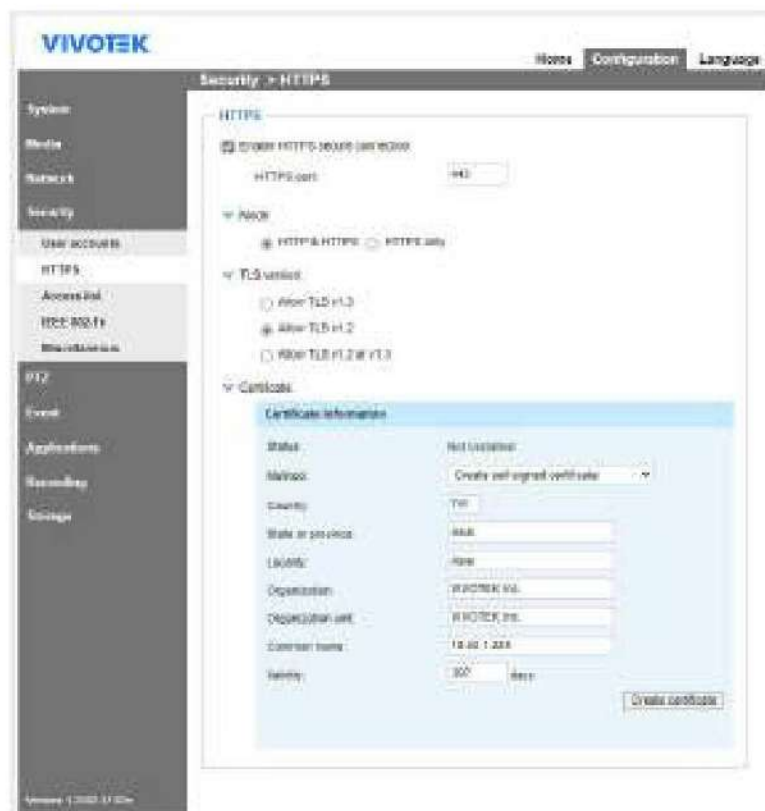 VIVOTEK
Home Configuration Language
Security > HTTPS
System
Media
Network
Security
User accounts
HTTPS
Access list
IEEE 802.1x
Miscellaneous
PTZ
Event
Applications
Recording
Storage
HTTPS
Enable HTTPS secure connection
HTTPS port: 443
Mode
HTTP & HTTPS HTTPS only
TLS version
Allow TLS v1.3
Allow TLS v1.2
Allow TLS v1.2 or v1.3
Certificate
Certificate information
Status: Not installed
Method: Create self-signed certificate
Country: TW
State or province:
Locality:
Organization: VIVOTEK Inc.
Organization unit: VIVOTEK Inc.
Common name:
Validity: days
Create certificate
Version: